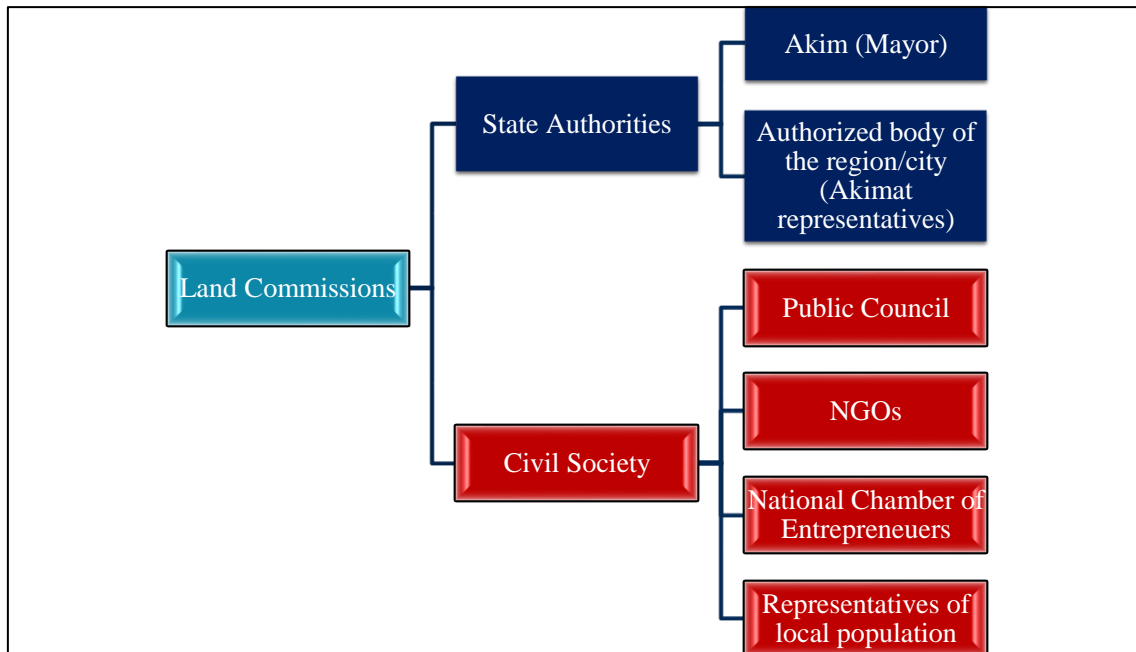 Akim (Mayor)
State Authorities
Authorized body of
the region/city
(Akimat
representatives)
Land Commissions
Public Council
NGOs
Civil Society
National Chamber of
Entrepreneuers
Representatives of
local population